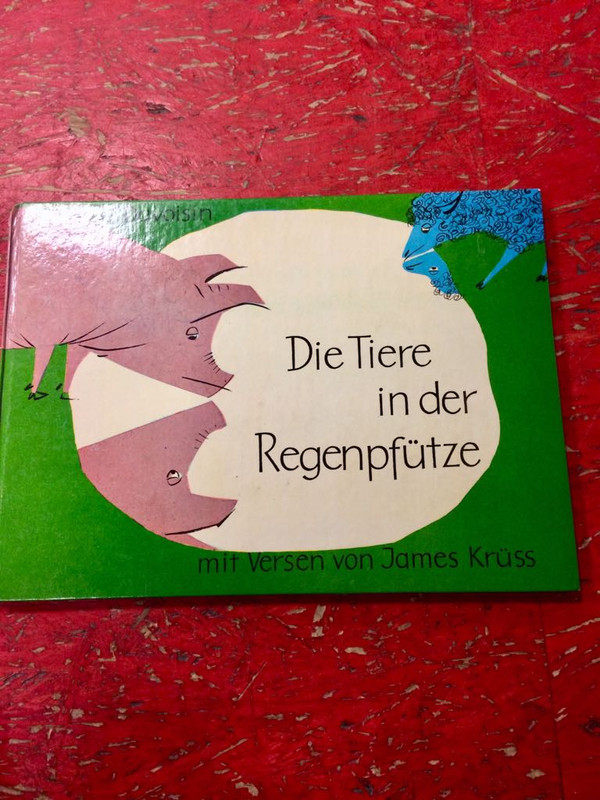 Die Tiere
in der
Regenpfütze
mit Versen von James Krüss